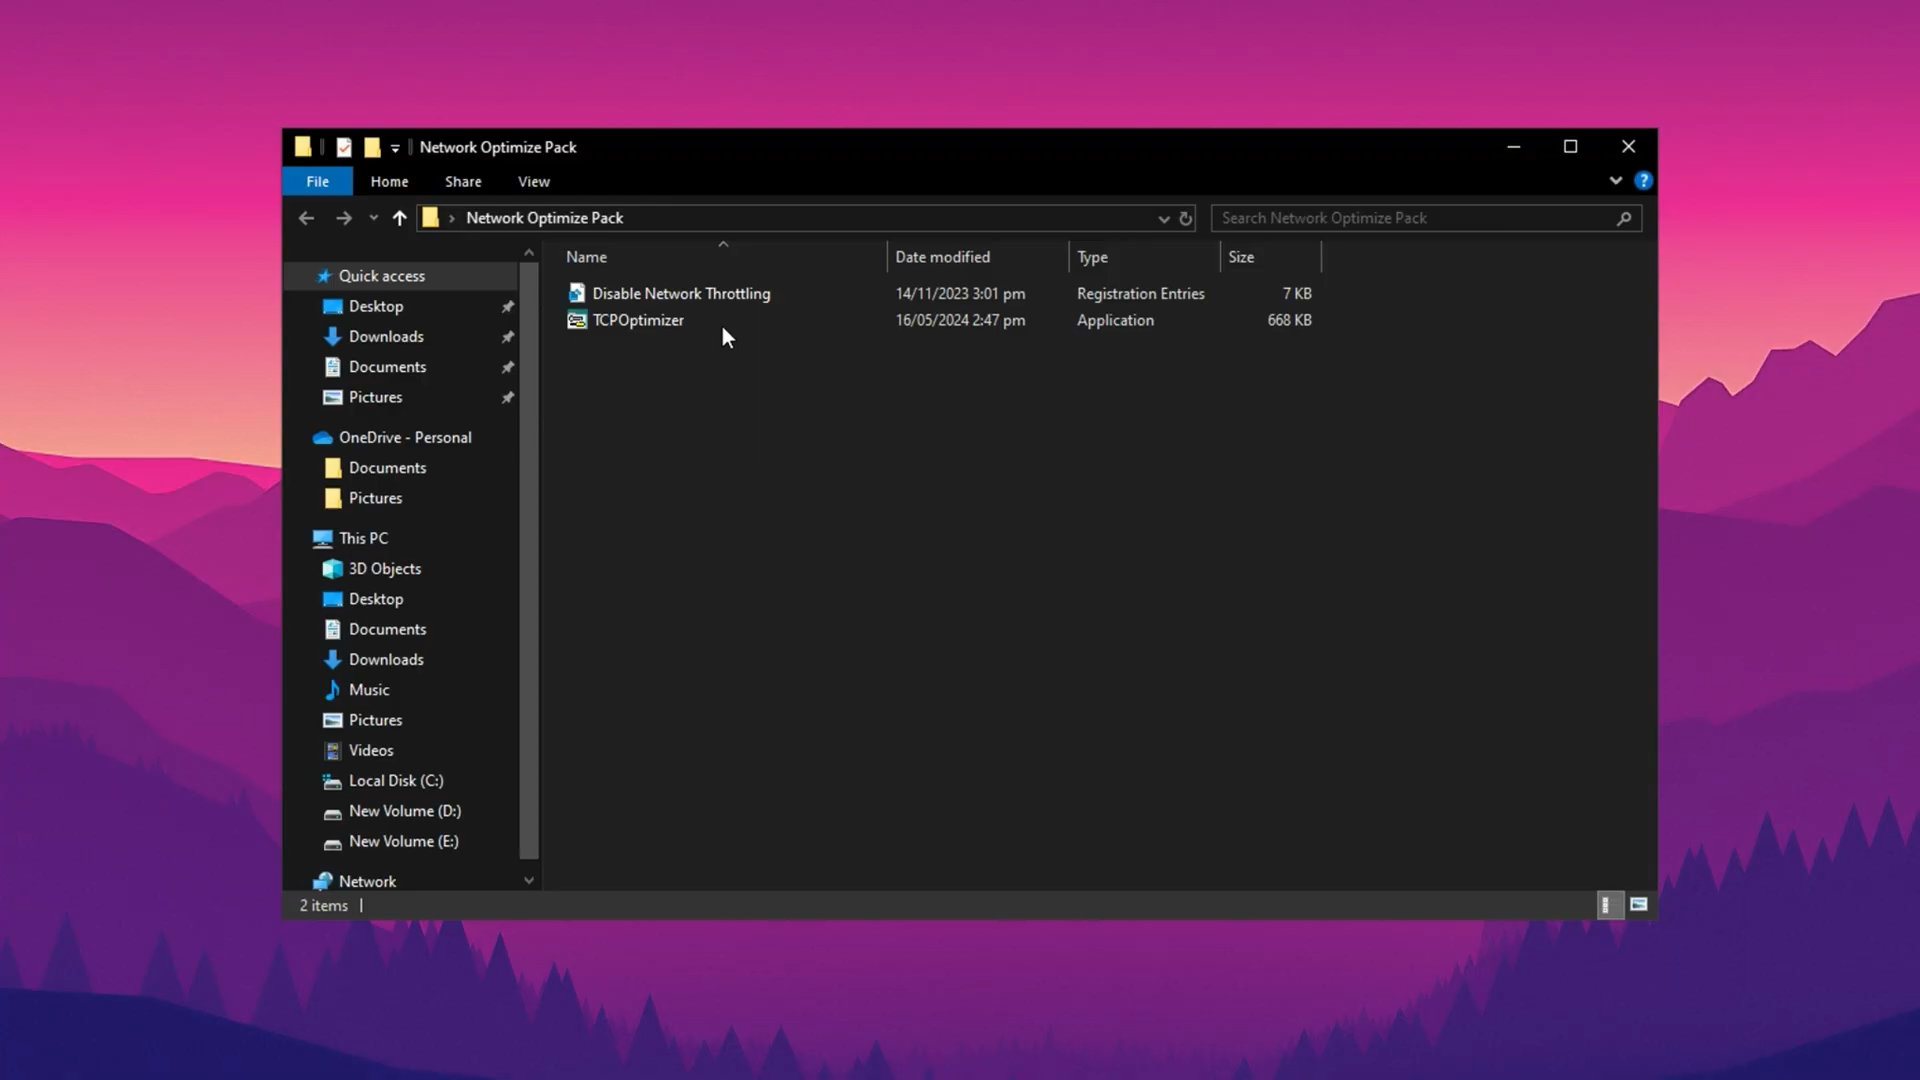 Network Optimize Pack
File Home Share View
Network Optimize Pack
Search Network Optimize Pack
Name Date modified Type Size
Disable Network Throttling 14/11/2023 3:01 pm Registration Entries 7 KB
TCPOptimizer 16/05/2024 2:47 pm Application 668 KB
Quick access
Desktop
Downloads
Documents
Pictures
OneDrive - Personal
Documents
Pictures
This PC
3D Objects
Desktop
Documents
Downloads
Music
Pictures
Videos
Local Disk (C:)
New Volume (D:)
New Volume (E:)
Network
2 items